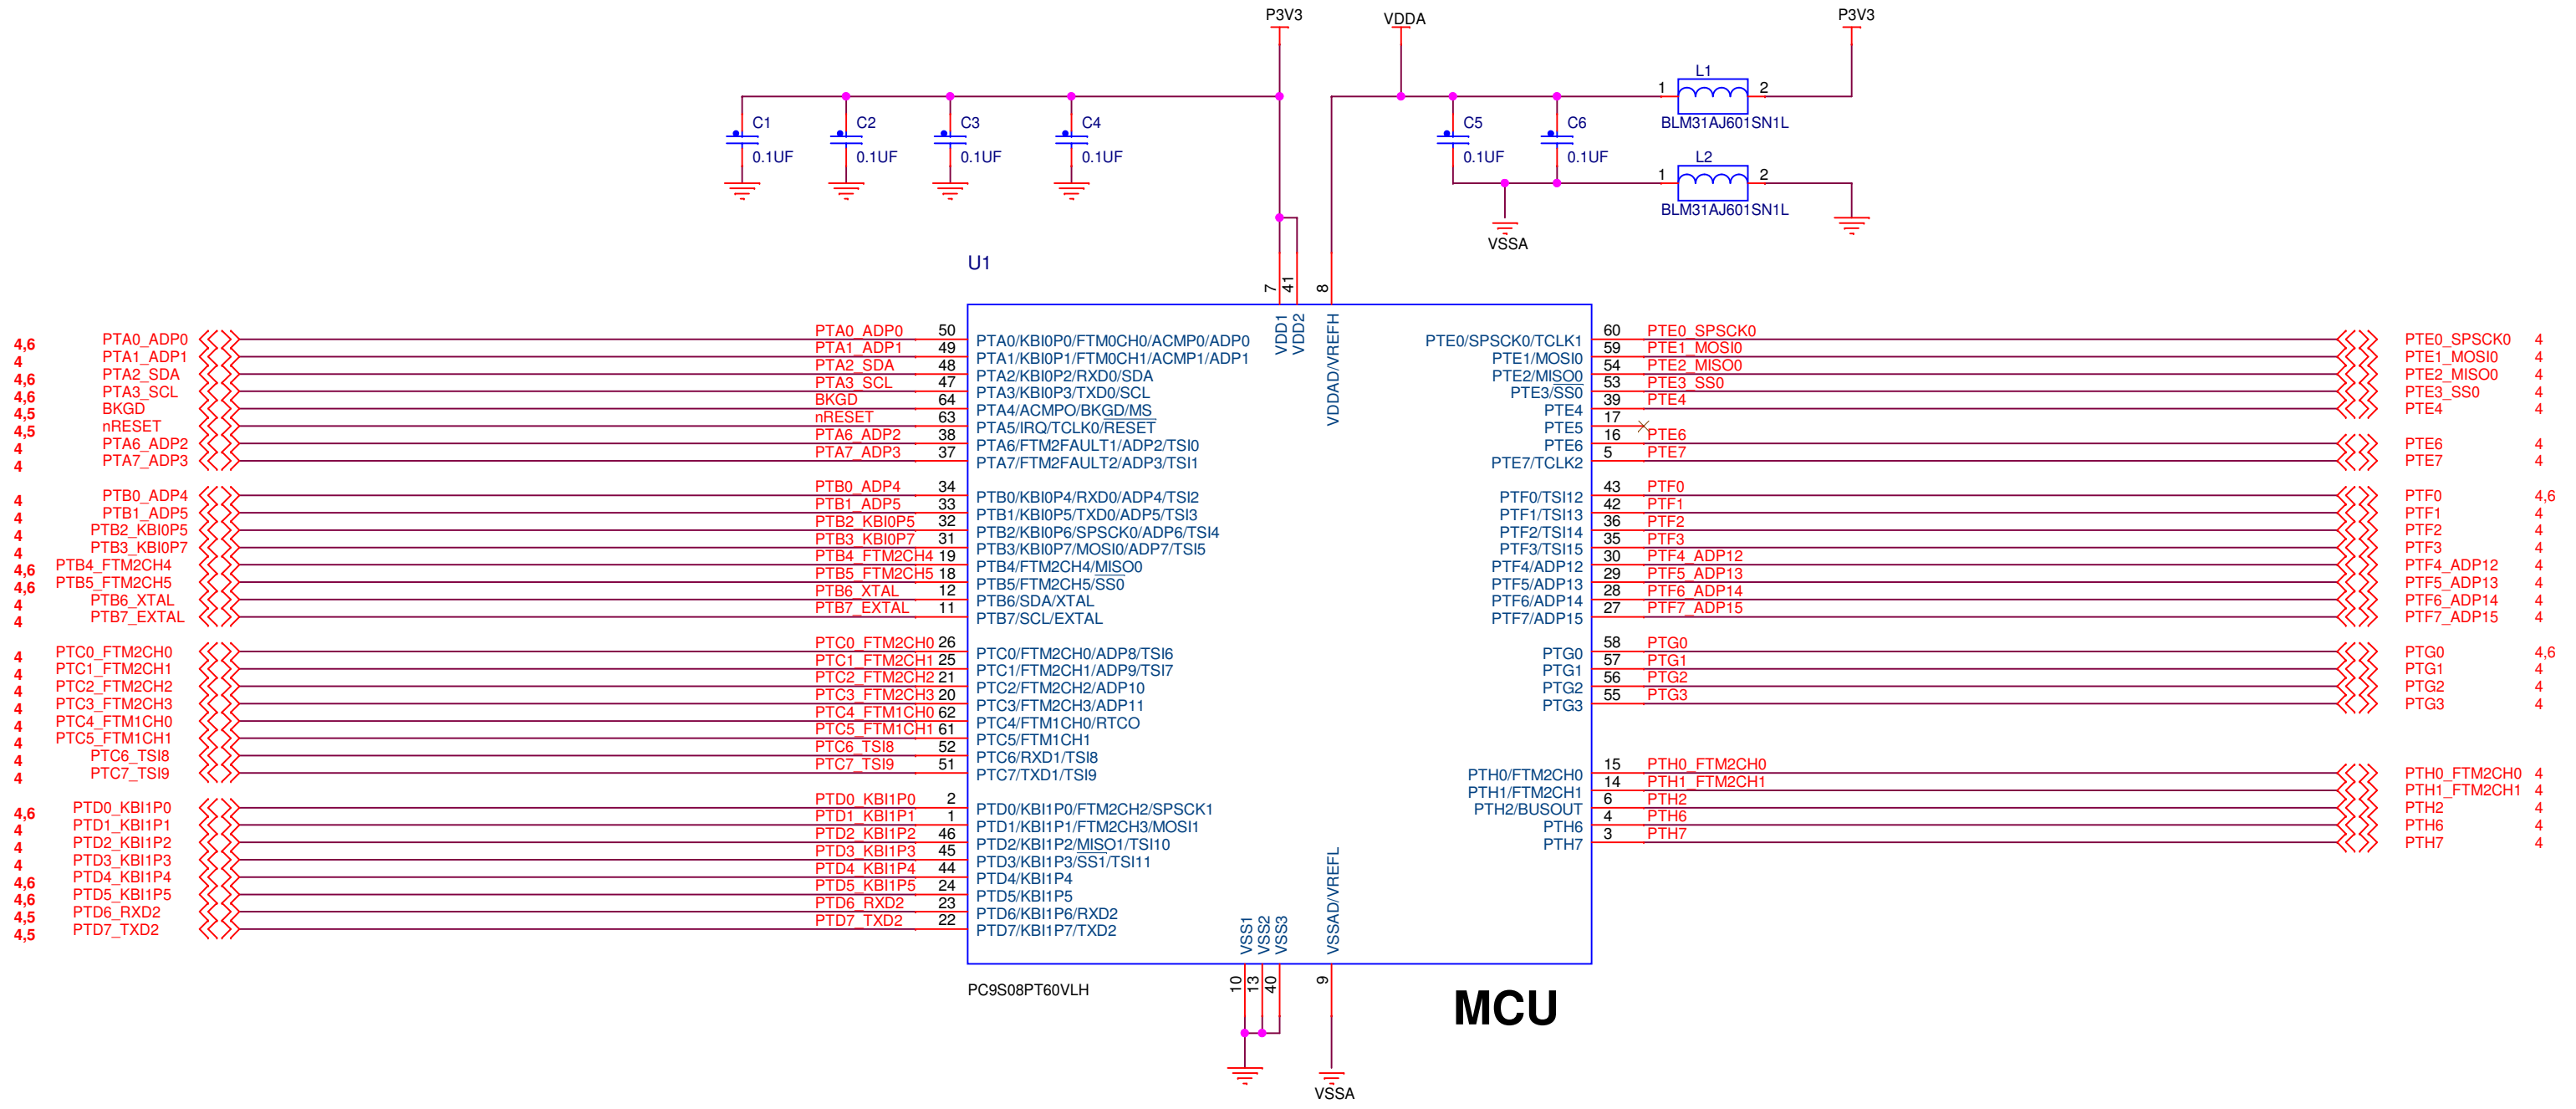 P3V3 VDDA P3V3
L1
1 2
C1 C2 C3 C4 C5 C6 BLM31AJ601SN1L
0.1UF 0.1UF 0.1UF 0.1UF 0.1UF 0.1UF L2
1 2
BLM31AJ601SN1L
VSSA
U1
7 41 8
VDD1 VDD2 VDDAD/VREFH
4,6 PTA0_ADP0 PTA0_ADP0 50 PTA0/KBI0P0/FTM0CH0/ACMP0/ADP0
4 PTA1_ADP1 PTA1_ADP1 49 PTA1/KBI0P1/FTM0CH1/ACMP1/ADP1
4,6 PTA2_SDA PTA2_SDA 48 PTA2/KBI0P2/RXD0/SDA
4,6 PTA3_SCL PTA3_SCL 47 PTA3/KBI0P3/TXD0/SCL
4,5 BKGD BKGD 64 PTA4/ACMPO/BKGD/MS
4,5 nRESET nRESET 63 PTA5/IRQ/TCLK0/RESET
4 PTA6_ADP2 PTA6_ADP2 38 PTA6/FTM2FAULT1/ADP2/TSI0
4 PTA7_ADP3 PTA7_ADP3 37 PTA7/FTM2FAULT2/ADP3/TSI1
4 PTB0_ADP4 PTB0_ADP4 34 PTB0/KBI0P4/RXD0/ADP4/TSI2
4 PTB1_ADP5 PTB1_ADP5 33 PTB1/KBI0P5/TXD0/ADP5/TSI3
4 PTB2_KBI0P5 PTB2_KBI0P5 32 PTB2/KBI0P6/SPSCK0/ADP6/TSI4
4 PTB3_KBI0P7 PTB3_KBI0P7 31 PTB3/KBI0P7/MOSI0/ADP7/TSI5
4,6 PTB4_FTM2CH4 PTB4_FTM2CH4 19 PTB4/FTM2CH4/MISO0
4,6 PTB5_FTM2CH5 PTB5_FTM2CH5 18 PTB5/FTM2CH5/SS0
4 PTB6_XTAL PTB6_XTAL 12 PTB6/SDA/XTAL
4 PTB7_EXTAL PTB7_EXTAL 11 PTB7/SCL/EXTAL
4 PTC0_FTM2CH0 PTC0_FTM2CH0 26 PTC0/FTM2CH0/ADP8/TSI6
4 PTC1_FTM2CH1 PTC1_FTM2CH1 25 PTC1/FTM2CH1/ADP9/TSI7
4 PTC2_FTM2CH2 PTC2_FTM2CH2 21 PTC2/FTM2CH2/ADP10
4 PTC3_FTM2CH3 PTC3_FTM2CH3 20 PTC3/FTM2CH3/ADP11
4 PTC4_FTM1CH0 PTC4_FTM1CH0 62 PTC4/FTM1CH0/RTCO
4 PTC5_FTM1CH1 PTC5_FTM1CH1 61 PTC5/FTM1CH1
4 PTC6_TSI8 PTC6_TSI8 52 PTC6/RXD1/TSI8
4 PTC7_TSI9 PTC7_TSI9 51 PTC7/TXD1/TSI9
4,6 PTD0_KBI1P0 PTD0_KBI1P0 2 PTD0/KBI1P0/FTM2CH2/SPSCK1
4 PTD1_KBI1P1 PTD1_KBI1P1 1 PTD1/KBI1P1/FTM2CH3/MOSI1
4 PTD2_KBI1P2 PTD2_KBI1P2 46 PTD2/KBI1P2/MISO1/TSI10
4 PTD3_KBI1P3 PTD3_KBI1P3 45 PTD3/KBI1P3/SS1/TSI11
4,6 PTD4_KBI1P4 PTD4_KBI1P4 44 PTD4/KBI1P4
4,6 PTD5_KBI1P5 PTD5_KBI1P5 24 PTD5/KBI1P5
4,5 PTD6_RXD2 PTD6_RXD2 23 PTD6/KBI1P6/RXD2
4,5 PTD7_TXD2 PTD7_TXD2 22 PTD7/KBI1P7/TXD2
PTE0/SPSCK0/TCLK1 60 PTE0_SPSCK0 PTE0_SPSCK0 4
PTE1/MOSI0 59 PTE1_MOSI0 PTE1_MOSI0 4
PTE2/MISO0 54 PTE2_MISO0 PTE2_MISO0 4
PTE3/SS0 53 PTE3_SS0 PTE3_SS0 4
PTE4 39 PTE4 PTE4 4
PTE5 17
PTE6 16 PTE6 PTE6 4
PTE7/TCLK2 5 PTE7 PTE7 4
PTF0/TSI12 43 PTF0 PTF0 4,6
PTF1/TSI13 42 PTF1 PTF1 4
PTF2/TSI14 36 PTF2 PTF2 4
PTF3/TSI15 35 PTF3 PTF3 4
PTF4/ADP12 30 PTF4_ADP12 PTF4_ADP12 4
PTF5/ADP13 29 PTF5_ADP13 PTF5_ADP13 4
PTF6/ADP14 28 PTF6_ADP14 PTF6_ADP14 4
PTF7/ADP15 27 PTF7_ADP15 PTF7_ADP15 4
PTG0 58 PTG0 PTG0 4,6
PTG1 57 PTG1 PTG1 4
PTG2 56 PTG2 PTG2 4
PTG3 55 PTG3 PTG3 4
PTH0/FTM2CH0 15 PTH0_FTM2CH0 PTH0_FTM2CH0 4
PTH1/FTM2CH1 14 PTH1_FTM2CH1 PTH1_FTM2CH1 4
PTH2/BUSOUT 6 PTH2 PTH2 4
PTH6 4 PTH6 PTH6 4
PTH7 3 PTH7 PTH7 4
VSS1 VSS2 VSS3 VSSAD/VREFL
10 13 40 9
PC9S08PT60VLH
MCU
VSSA